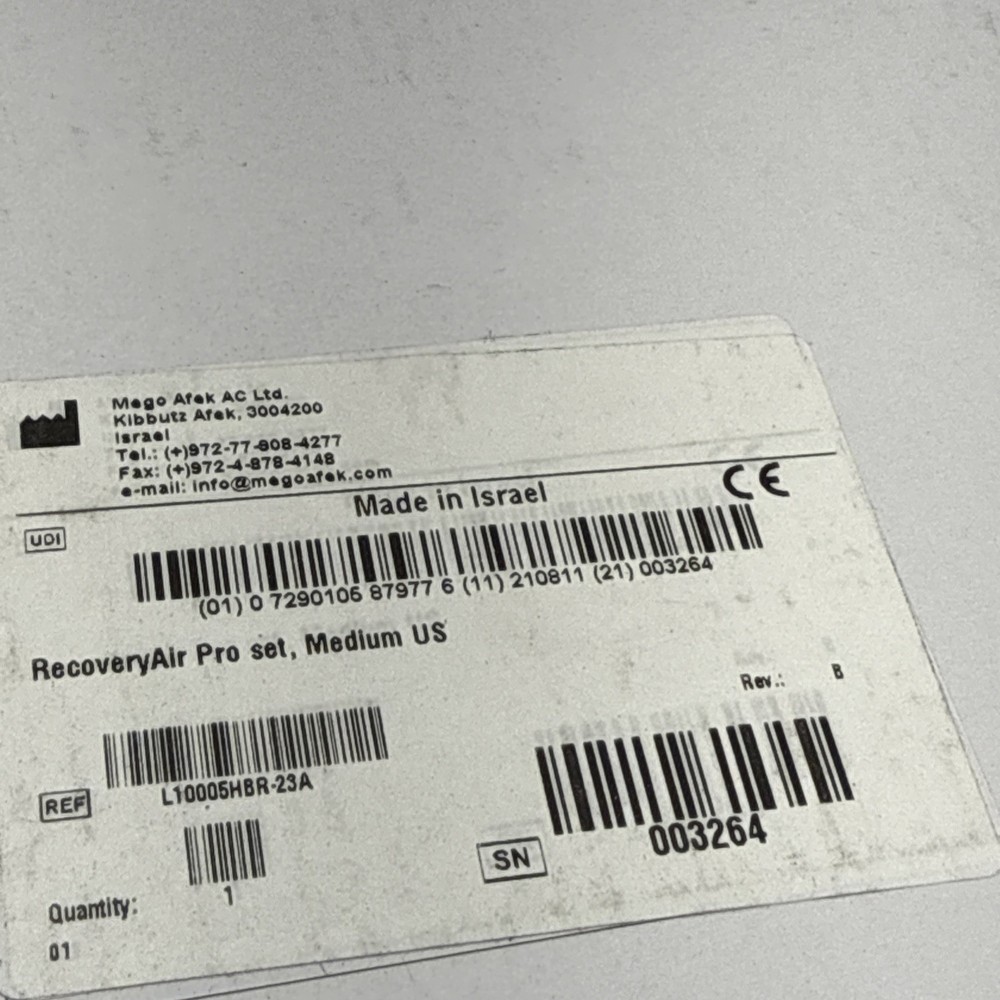 Mego Afek AC Ltd.
Kibbutz Afek, 3004200
Israel
Tel.: (+)972-77-908-4277
Fax: (+)972-4-878-4148
e-mail: info@megoafek.com
Made in Israel
CE
UDI
(01) 0 7290106 87977 6 (11) 210811 (21) 003264
RecoveryAir Pro set, Medium US
Rev.: B
L10005HBR-23A
REF
003264
SN
1
Quantity:
01